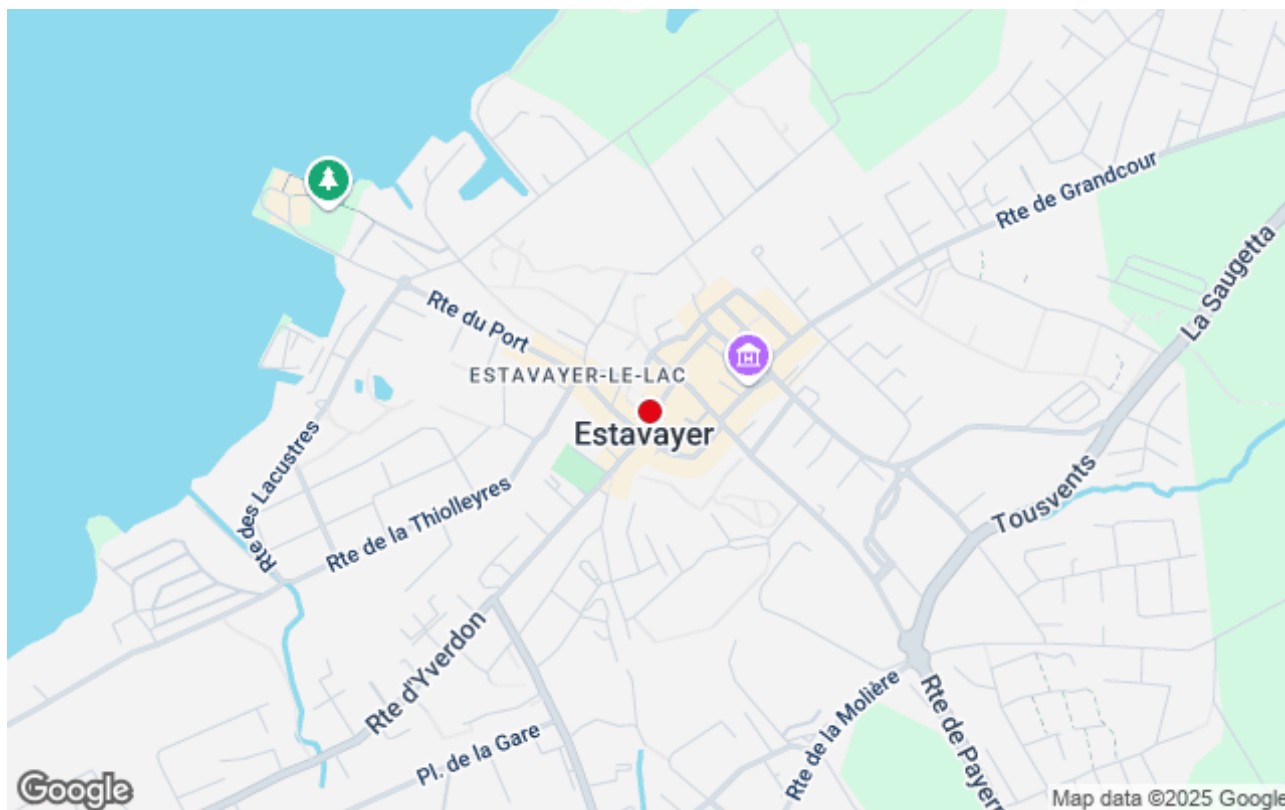 Rte de Grandcour
La Saugetta
Rte du Port
ESTAVAYER-LE-LAC
Estavayer
Rte des Lacustres
Rte de la Thiolleyres
Tousvents
Rte d'Yverdon
Rte de la Molière
Rte de Payern
Pl. de la Gare
H
Google
Map data ©2025 Google